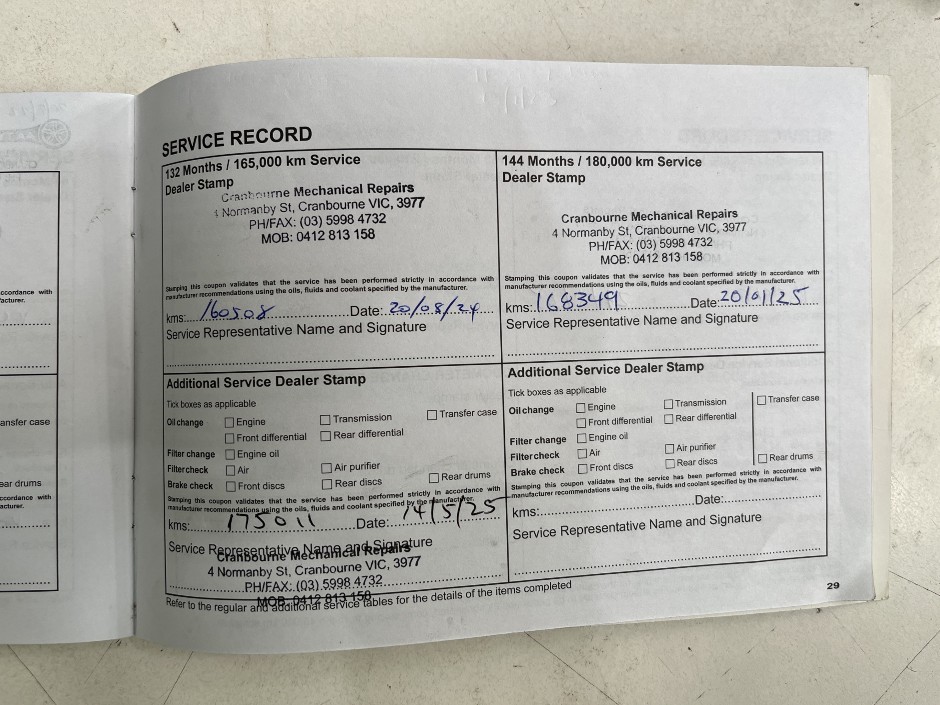 SERVICE RECORD
132 Months / 165,000 km Service
Dealer Stamp
Cranbourne Mechanical Repairs
4 Normanby St, Cranbourne VIC, 3977
PH/FAX: (03) 5998 4732
MOB: 0412 813 158
Stamping this coupon validates that the service has been performed strictly in accordance with
manufacturer recommendations using the oils, fluids and coolant specified by the manufacturer.
kms: 160508 Date: 20/08/24
Service Representative Name and Signature
144 Months / 180,000 km Service
Dealer Stamp
Cranbourne Mechanical Repairs
4 Normanby St, Cranbourne VIC, 3977
PH/FAX: (03) 5998 4732
MOB: 0412 813 158
Stamping this coupon validates that the service has been performed strictly in accordance with
manufacturer recommendations using the oils, fluids and coolant specified by the manufacturer.
kms: 168349 Date: 20/01/25
Service Representative Name and Signature
Additional Service Dealer Stamp
Tick boxes as applicable
Oil change Engine Transmission Transfer case
Front differential Rear differential
Filter change Engine oil
Filter check Air Air purifier
Brake check Front discs Rear discs Rear drums
Stamping this coupon validates that the service has been performed strictly in accordance with
manufacturer recommendations using the oils, fluids and coolant specified by the manufacturer.
kms: 175011 Date: 14/5/25
Service Representative Name and Signature
Cranbourne Mechanical Repairs
4 Normanby St, Cranbourne VIC, 3977
PH/FAX: (03) 5998 4732
MOB: 0412 813 158
Additional Service Dealer Stamp
Tick boxes as applicable
Oil change Engine Transmission Transfer case
Front differential Rear differential
Filter change Engine oil
Filter check Air Air purifier
Brake check Front discs Rear discs Rear drums
Stamping this coupon validates that the service has been performed strictly in accordance with
manufacturer recommendations using the oils, fluids and coolant specified by the manufacturer.
kms: Date:
Service Representative Name and Signature
Refer to the regular and additional service tables for the details of the items completed
29